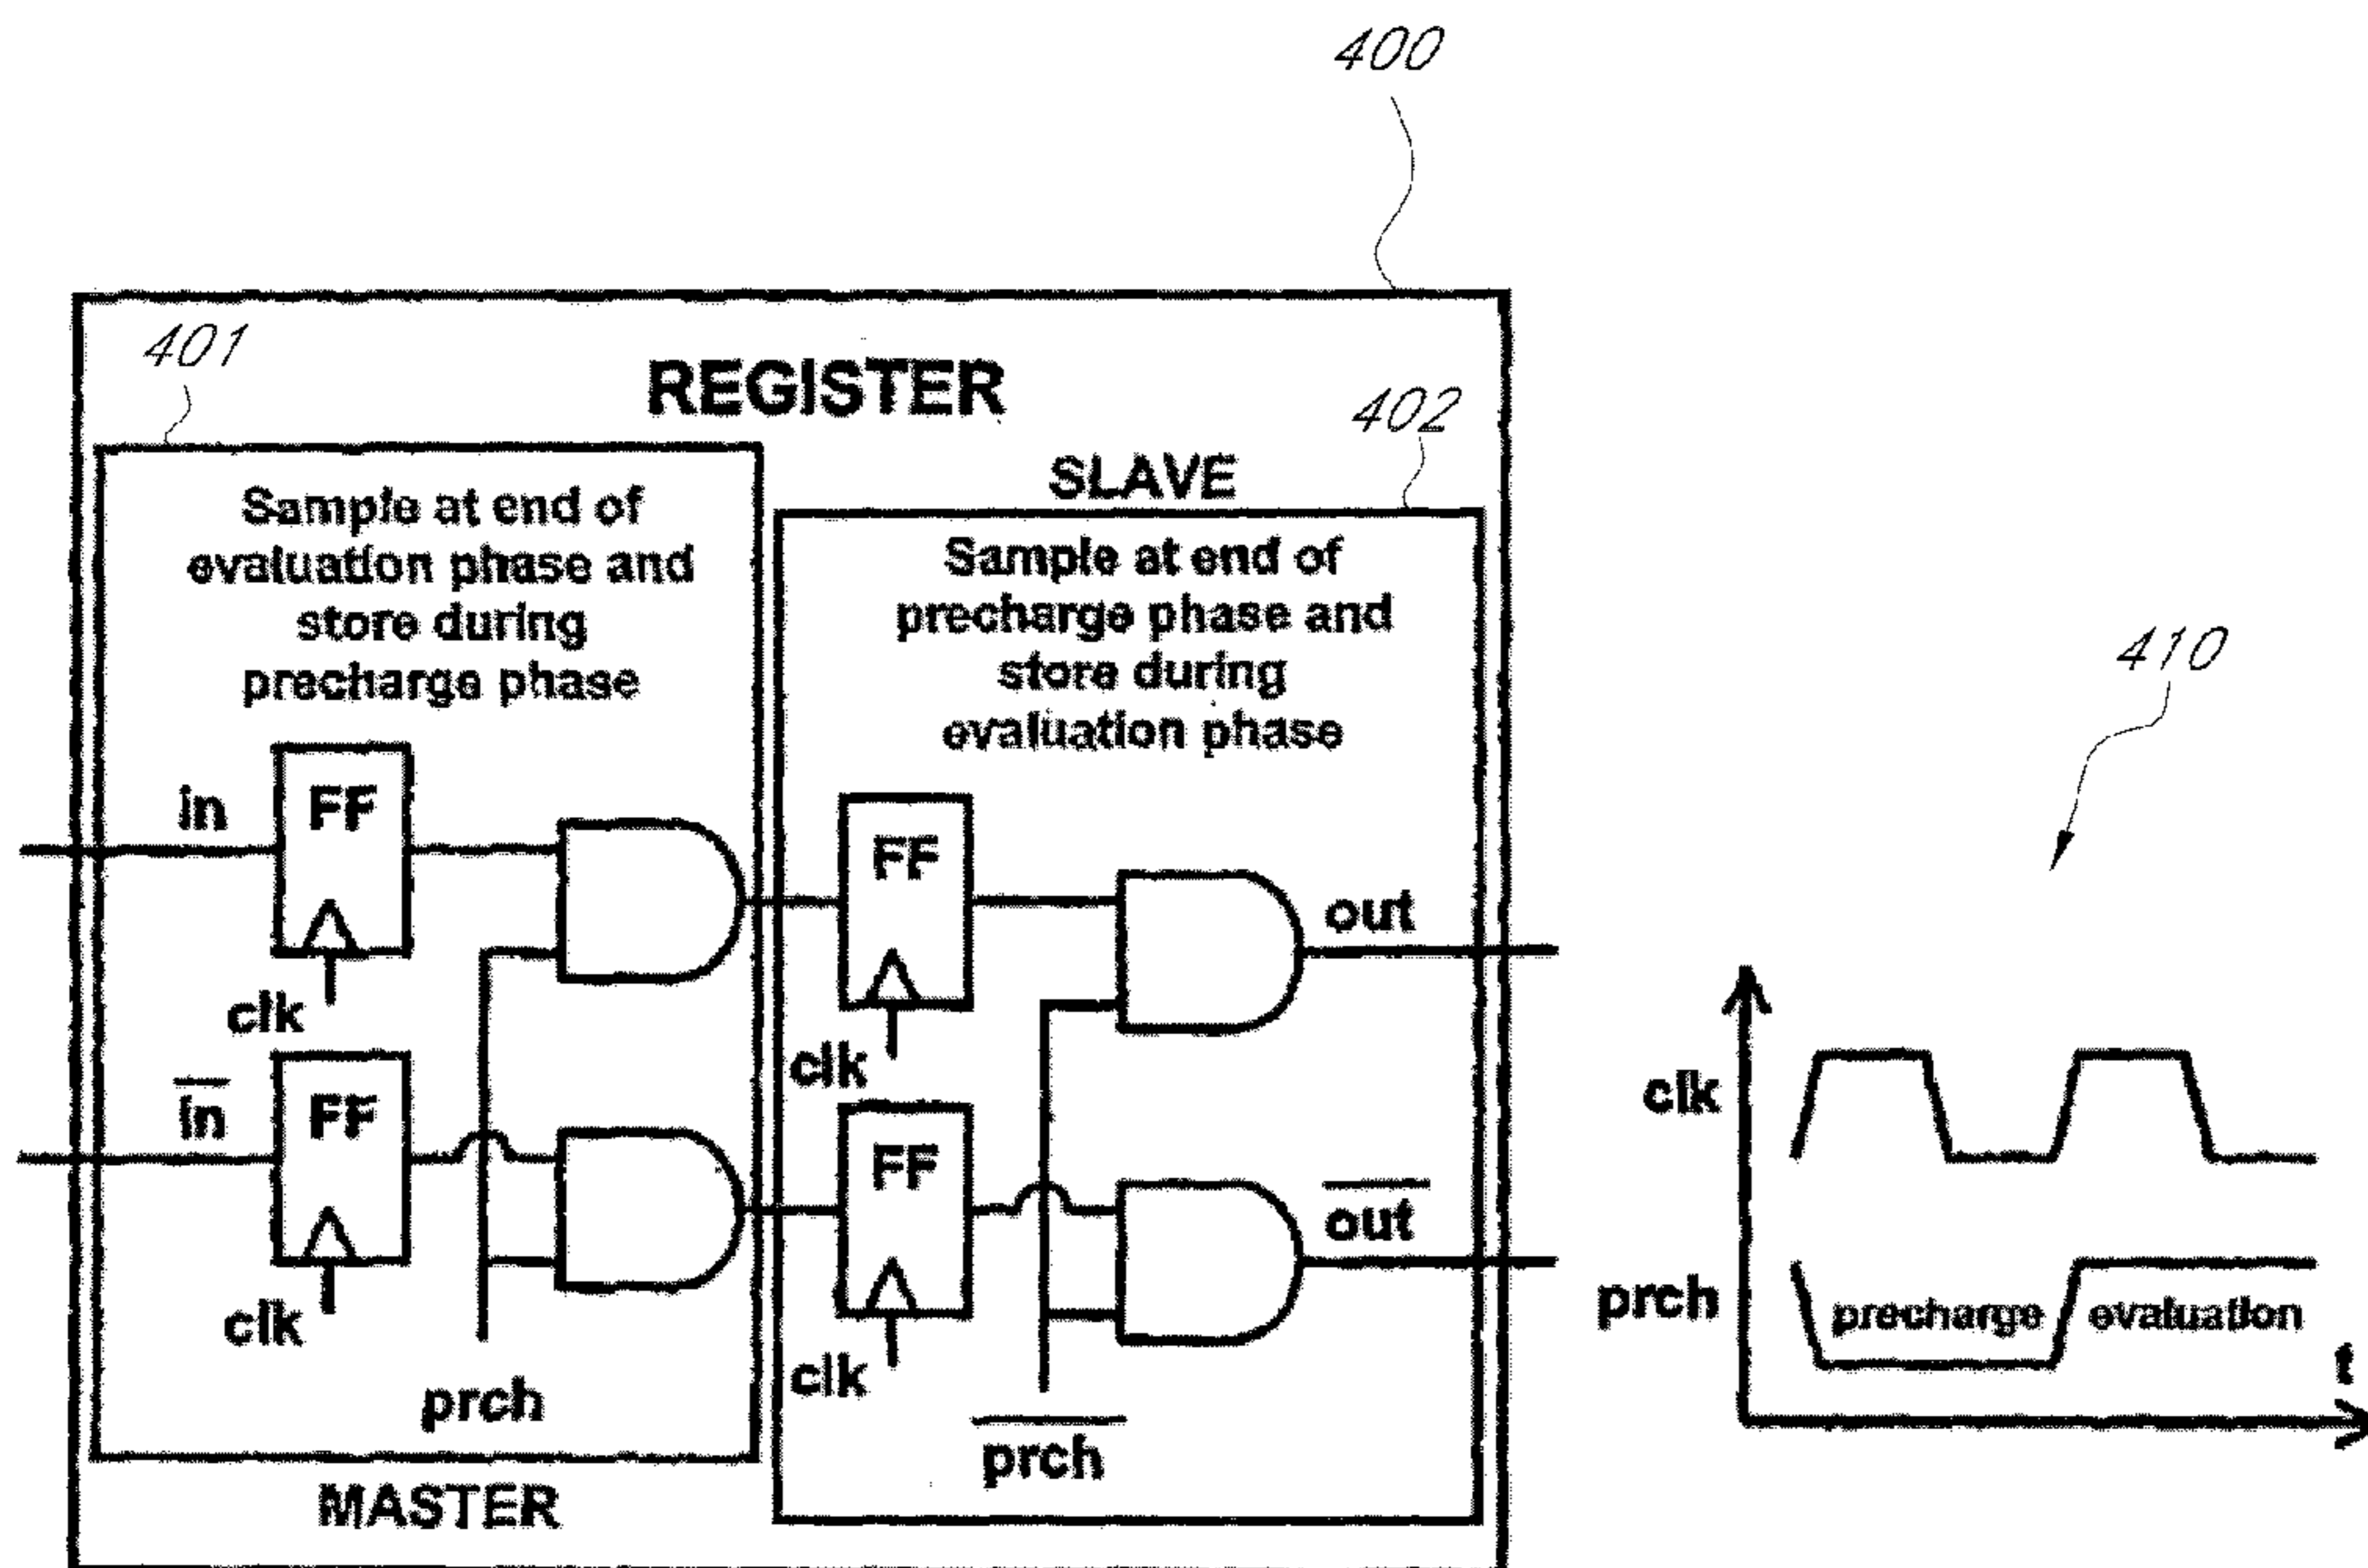 400
401
REGISTER
402
SLAVE
Sample at end of
evaluation phase and
store during
precharge phase
Sample at end of
precharge phase and
store during
evaluation phase
410
in
FF
FF
out
clk
clk
in
FF
FF
out
clk
clk
prch
prch
MASTER
clk
prch
precharge
evaluation
t